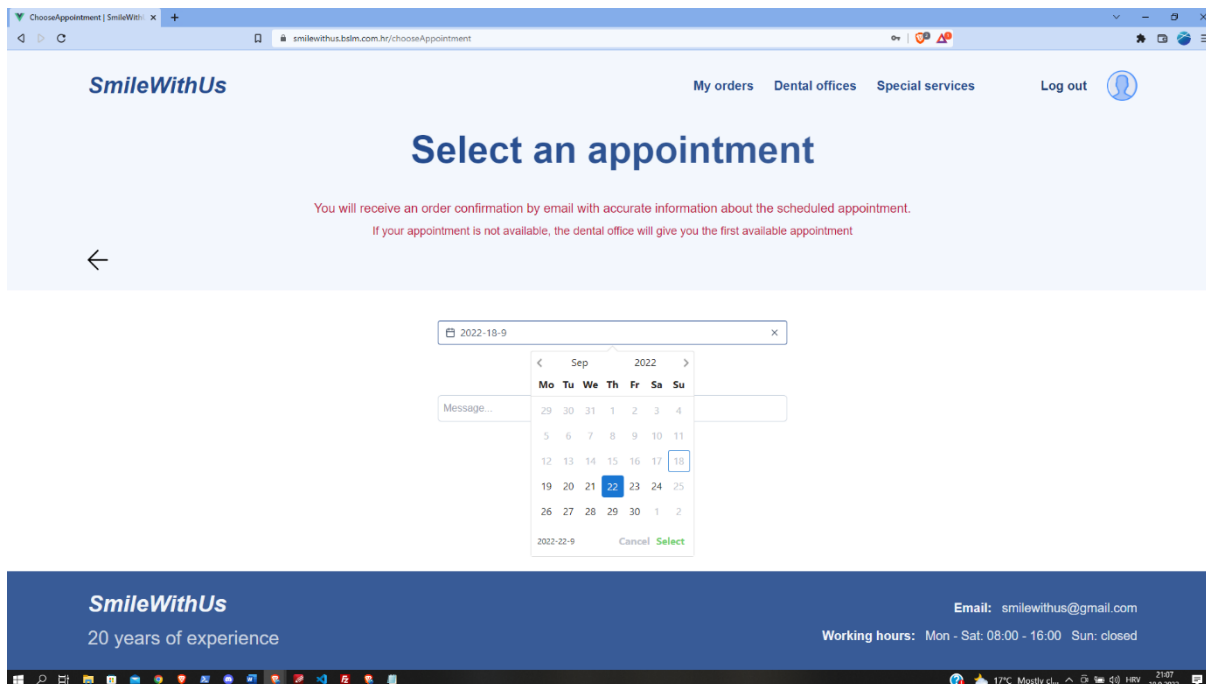 ChooseAppointment | SmileWith
smilewithus.bslm.com.hr/chooseAppointment
SmileWithUs
My orders Dental offices Special services Log out
Select an appointment
You will receive an order confirmation by email with accurate information about the scheduled appointment.
If your appointment is not available, the dental office will give you the first available appointment
2022-18-9
Sep 2022
Mo Tu We Th Fr Sa Su
Message...
29 30 31 1 2 3 4
5 6 7 8 9 10 11
12 13 14 15 16 17 18
19 20 21 22 23 24 25
26 27 28 29 30 1 2
2022-22-9 Cancel Select
SmileWithUs
20 years of experience
Email: smilewithus@gmail.com
Working hours: Mon - Sat: 08:00 - 16:00 Sun: closed
17°C Mostly cl... HRV 21:07